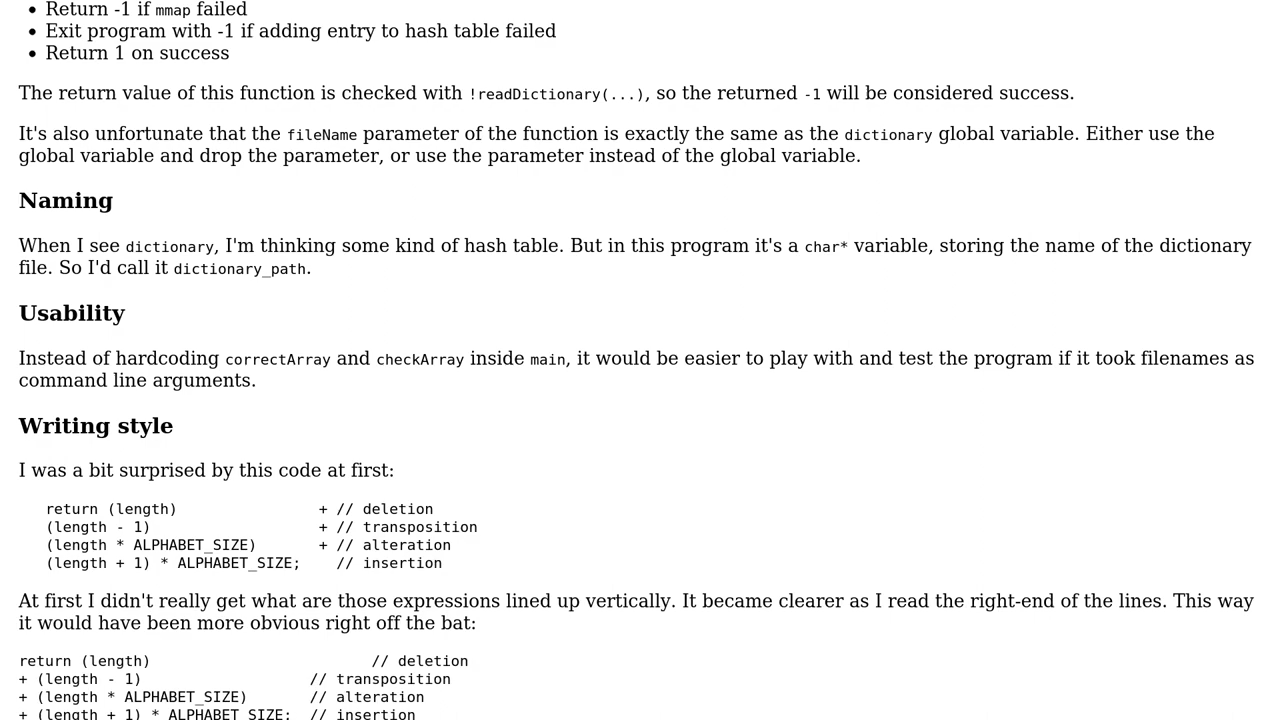 • Return -1 if mmap failed
• Exit program with -1 if adding entry to hash table failed
• Return 1 on success
The return value of this function is checked with !readDictionary(...), so the returned -1 will be considered success.
It's also unfortunate that the fileName parameter of the function is exactly the same as the dictionary global variable. Either use the
global variable and drop the parameter, or use the parameter instead of the global variable.
Naming
When I see dictionary, I'm thinking some kind of hash table. But in this program it's a char* variable, storing the name of the dictionary
file. So I'd call it dictionary_path.
Usability
Instead of hardcoding correctArray and checkArray inside main, it would be easier to play with and test the program if it took filenames as
command line arguments.
Writing style
I was a bit surprised by this code at first:
return (length)                + // deletion
(length - 1)                   + // transposition
(length * ALPHABET_SIZE)       + // alteration
(length + 1) * ALPHABET_SIZE;    // insertion
At first I didn't really get what are those expressions lined up vertically. It became clearer as I read the right-end of the lines. This way
it would have been more obvious right off the bat:
return (length)                         // deletion
+ (length - 1)                   // transposition
+ (length * ALPHABET_SIZE)       // alteration
+ (length + 1) * ALPHABET_SIZE;  // insertion